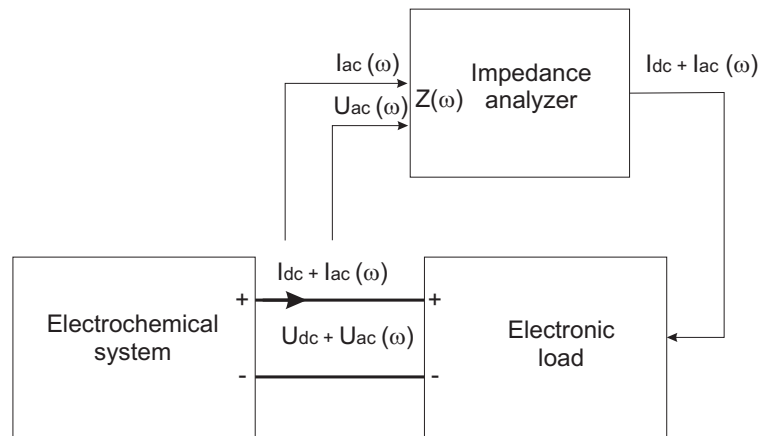 Iac (ω)
Uac (ω)
Z(ω)
Impedance
analyzer
Idc + Iac (ω)
Idc + Iac (ω)
+
+
Electrochemical
system
Udc + Uac (ω)
Electronic
load
-
-